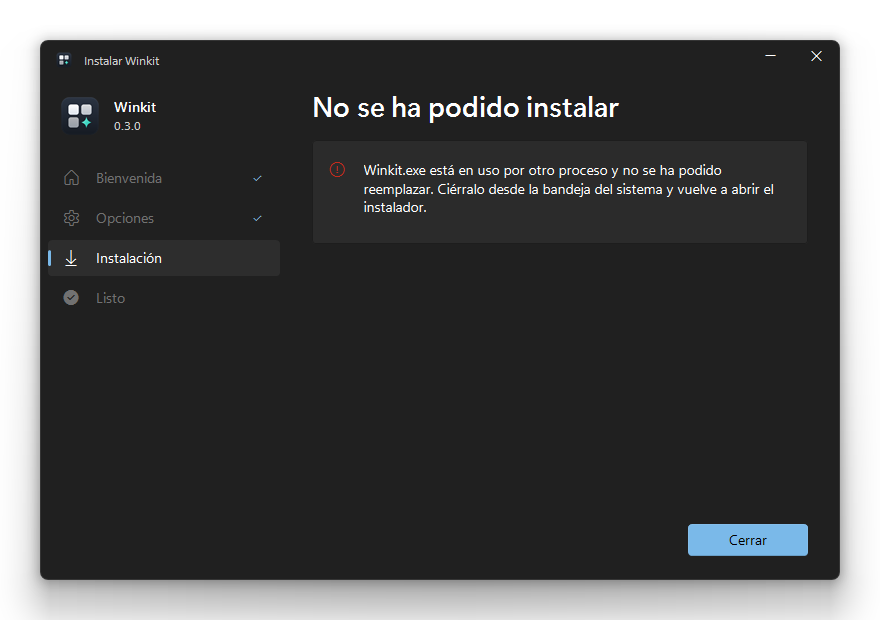 Instalar Winkit
Winkit
0.3.0
Bienvenida
Opciones
Instalación
Listo
No se ha podido instalar
Winkit.exe está en uso por otro proceso y no se ha podido
reemplazar. Ciérralo desde la bandeja del sistema y vuelve a abrir el
instalador.
Cerrar